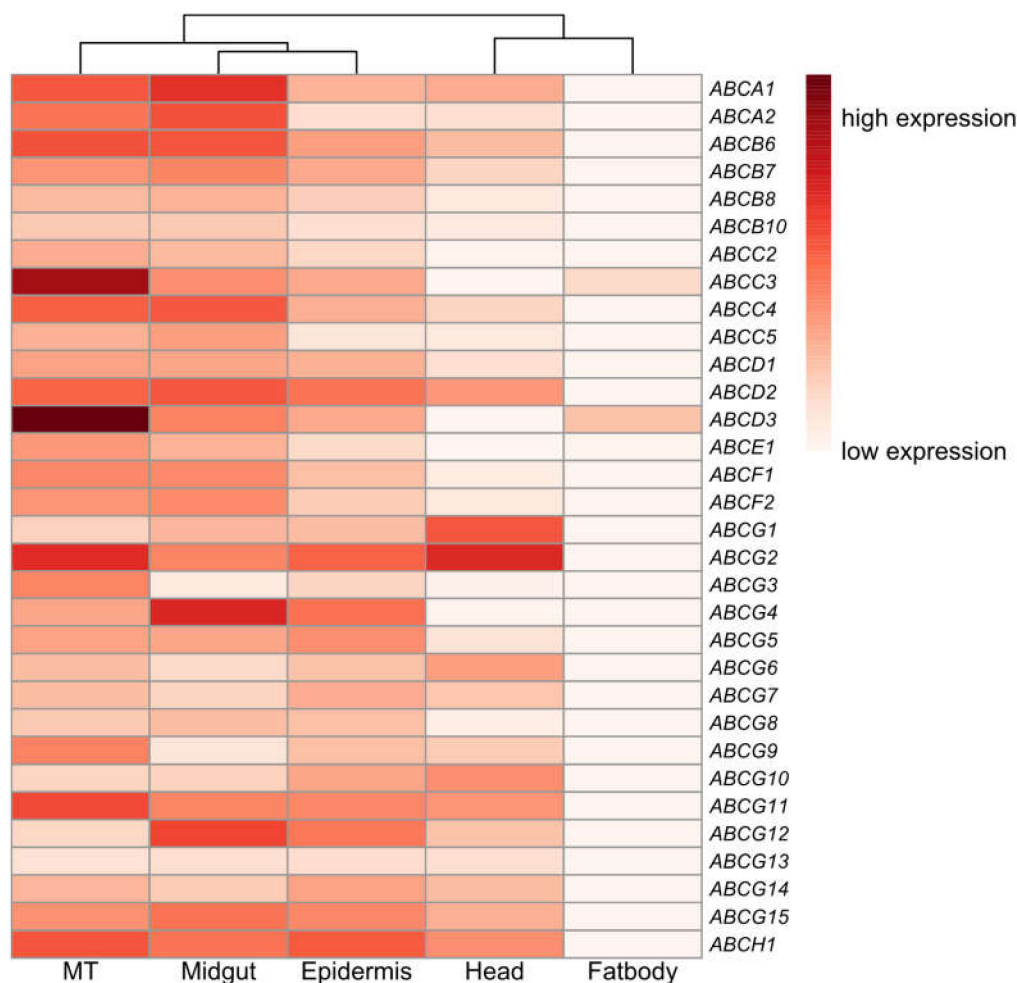 ABCA1
high expression
ABCA2
ABCB6
ABCB7
ABCB8
ABCB10
ABCC2
ABCC3
ABCC4
ABCC5
ABCD1
ABCD2
ABCD3
ABCE1
low expression
ABCF1
ABCF2
ABCG1
ABCG2
ABCG3
ABCG4
ABCG5
ABCG6
ABCG7
ABCG8
ABCG9
ABCG10
ABCG11
ABCG12
ABCG13
ABCG14
ABCG15
ABCH1
MT Midgut Epidermis Head Fatbody